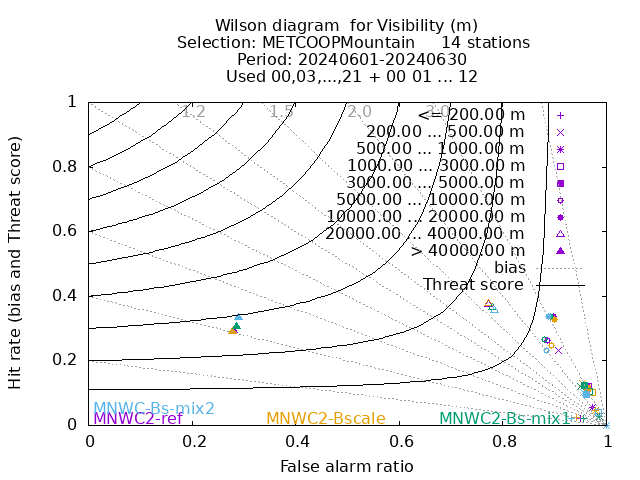 Wilson diagram  for Visibility (m)
Selection: METCOOPMountain     14 stations
Period: 20240601-20240630
Used 00,03,...,21 + 00 01 ... 12
Hit rate (bias and Threat score)
1
0.8
0.6
0.4
0.2
0
1.2 1.5 2.0 3.0
<= 200.00 m
200.00 ... 500.00 m
500.00 ... 1000.00 m
1000.00 ... 3000.00 m
3000.00 ... 5000.00 m
5000.00 ... 10000.00 m
10000.00 ... 20000.00 m
20000.00 ... 40000.00 m
> 40000.00 m
bias
Threat score
MNWC-Bs-mix2
MNWC2-ref MNWC2-Bscale MNWC2-Bs-mix1
0 0.2 0.4 0.6 0.8 1
False alarm ratio